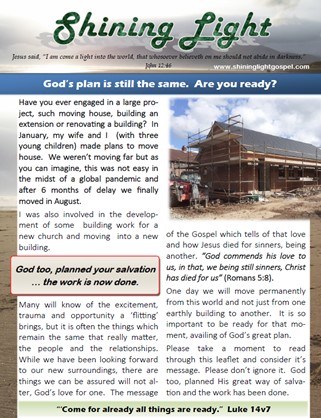 Shining Light
Jesus said, "I am come a light into the world, that whosoever believeth on me should not abide in darkness."
John 12:46
www.shininglightgospel.com
God's plan is still the same. Are you ready?
Have you ever engaged in a large pro-
ject, such moving house, building an
extension or renovating a building? In
January, my wife and I (with three
young children) made plans to move
house. We weren't moving far but as
you can imagine, this was not easy in
the midst of a global pandemic and
after 6 months of delay we finally
moved in August.
I was also involved in the develop-
ment of some building work for a
new church and moving into a new
building.
God too, planned your salvation
... the work is now done.
Many will know of the excitement,
trauma and opportunity a 'flitting'
brings, but it is often the things which
remain the same that really matter,
the people and the relationships.
While we have been looking forward
to our new surroundings, there are
things we can be assured will not al-
ter, God's love for one. The message
of the Gospel which tells of that love
and how Jesus died for sinners, being
another. "God commends his love to
us, in that, we being still sinners, Christ
has died for us" (Romans 5:8).
One day we will move permanently
from this world and not just from one
earthly building to another. It is so
important to be ready for that mo-
ment, availing of God's great plan.
Please take a moment to read
through this leaflet and consider it's
message. Please don't ignore it. God
too, planned His great way of salva-
tion and the work has been done.
"Come for already all things are ready." Luke 14v7